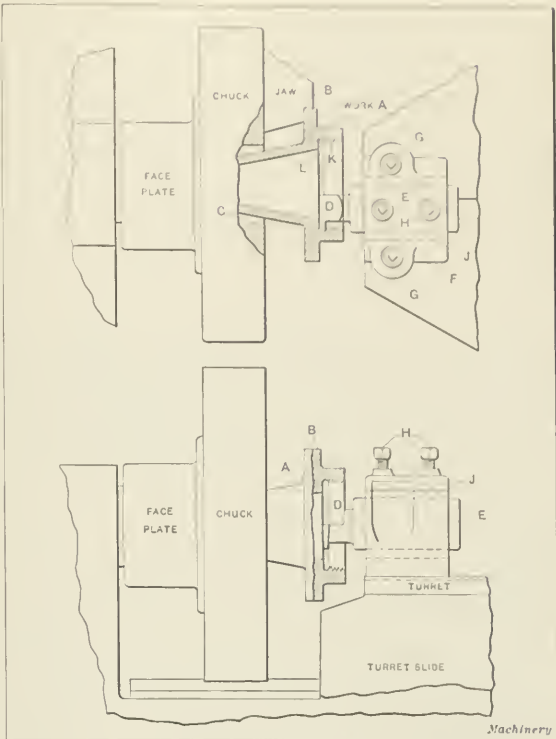 CHUCK
JAW
B
WORK A
G
FACE
PLATE
K
L
E
C
D
H
J
F
G
H
B
A
J
FACE
PLATE
CHUCK
D
E
TURRET
TURRET SLIDE
Machinery